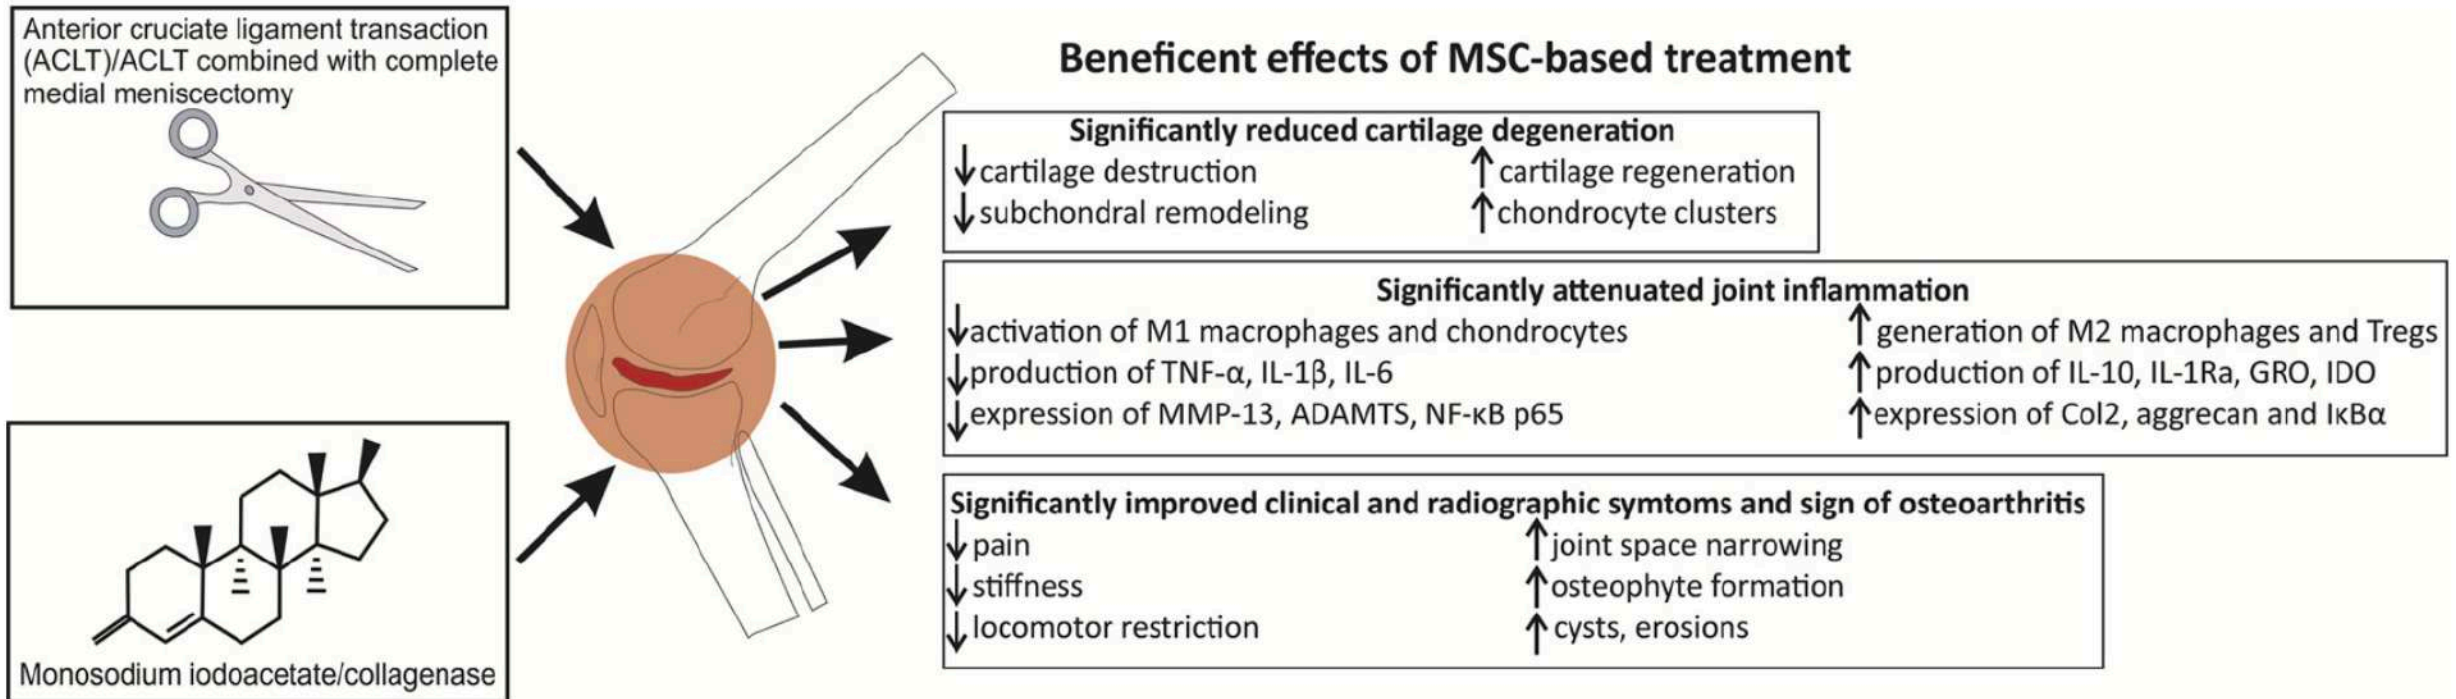 Anterior cruciate ligament transaction
(ACLT)/ACLT combined with complete
medial meniscectomy
Monosodium iodoacetate/collagenase
Beneficent effects of MSC-based treatment
Significantly reduced cartilage degeneration
↓ cartilage destruction
↓ subchondral remodeling
↑ cartilage regeneration
↑ chondrocyte clusters
Significantly attenuated joint inflammation
↓ activation of M1 macrophages and chondrocytes
↓ production of TNF-α, IL-1β, IL-6
↓ expression of MMP-13, ADAMTS, NF-κB p65
↑ generation of M2 macrophages and Tregs
↑ production of IL-10, IL-1Ra, GRO, IDO
↑ expression of Col2, aggrecan and IκBα
Significantly improved clinical and radiographic symtoms and sign of osteoarthritis
↓ pain
↓ stiffness
↓ locomotor restriction
↑ joint space narrowing
↑ osteophyte formation
↑ cysts, erosions